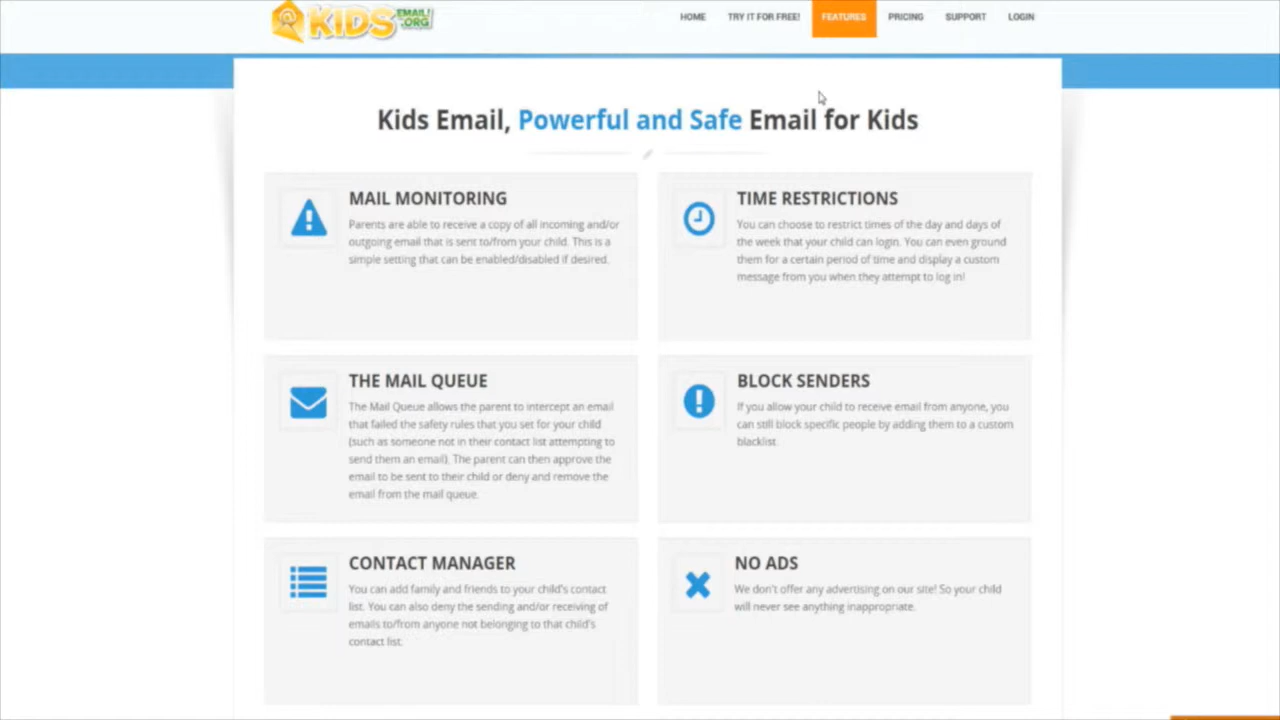 KIDS EMAIL! .ORG
HOME TRY IT FOR FREE! FEATURES PRICING SUPPORT LOGIN
Kids Email, Powerful and Safe Email for Kids
MAIL MONITORING
Parents are able to receive a copy of all incoming and/or
outgoing email that is sent to/from your child. This is a
simple setting that can be enabled/disabled if desired.
TIME RESTRICTIONS
You can choose to restrict times of the day and days of
the week that your child can login. You can even ground
them for a certain period of time and display a custom
message from you when they attempt to log in!
THE MAIL QUEUE
The Mail Queue allows the parent to intercept an email
that failed the safety rules that you set for your child
(such as someone not in their contact list attempting to
send them an email). The parent can then approve the
email to be sent to their child or deny and remove the
email from the mail queue.
BLOCK SENDERS
If you allow your child to receive email from anyone, you
can still block specific people by adding them to a custom
blacklist.
CONTACT MANAGER
You can add family and friends to your child's contact
list. You can also deny the sending and/or receiving of
emails to/from anyone not belonging to that child's
contact list.
NO ADS
We don't offer any advertising on our site! So your child
will never see anything inappropriate.